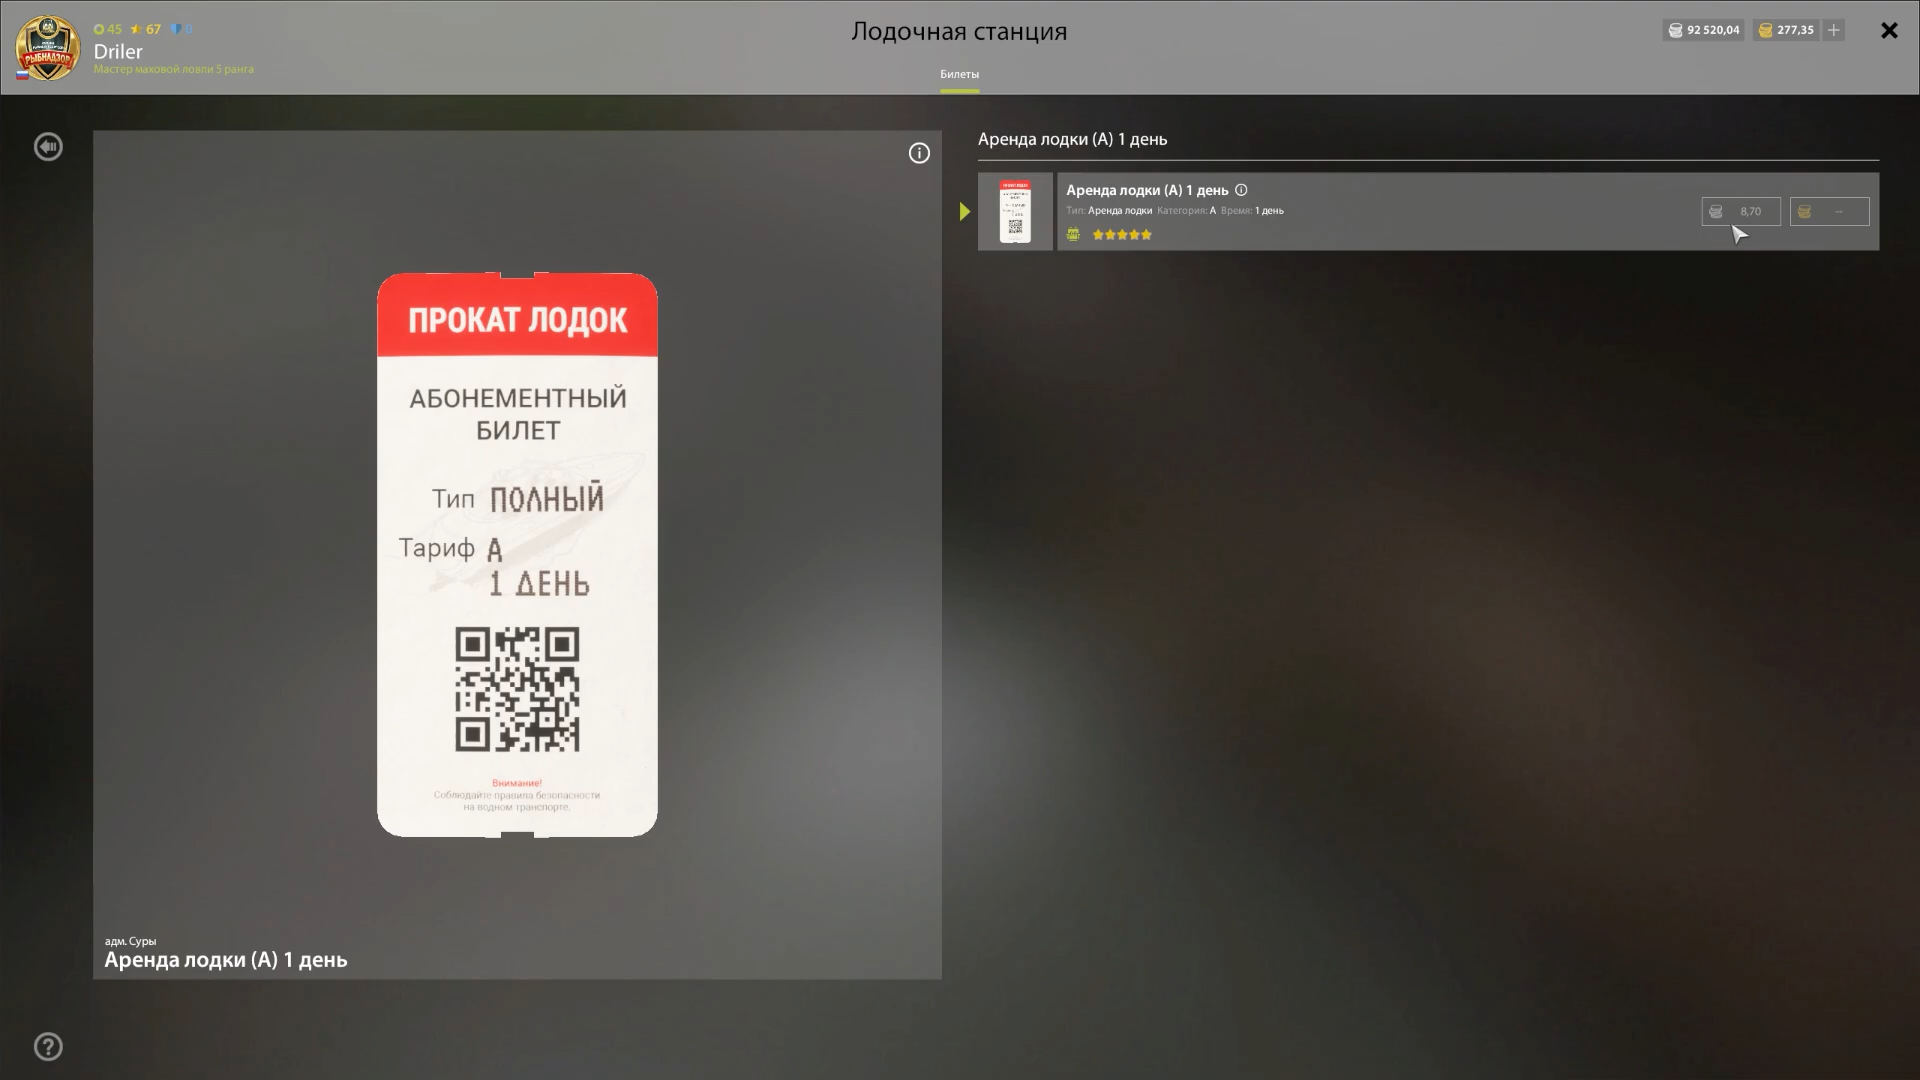 45 67 0
Driler
Мастер маховой ловли 5 ранга
РЫБНАДЗОР
Лодочная станция
Билеты
92 520,04
277,35
Аренда лодки (А) 1 день
Аренда лодки (А) 1 день
Тип: Аренда лодки Категория: А Время: 1 день
8,70
--
ПРОКАТ ЛОДОК
АБОНЕМЕНТНЫЙ
БИЛЕТ
Тип ПОЛНЫЙ
Тариф А
1 ДЕНЬ
Внимание!
Соблюдайте правила безопасности
на водном транспорте.
адм. Суры
Аренда лодки (А) 1 день